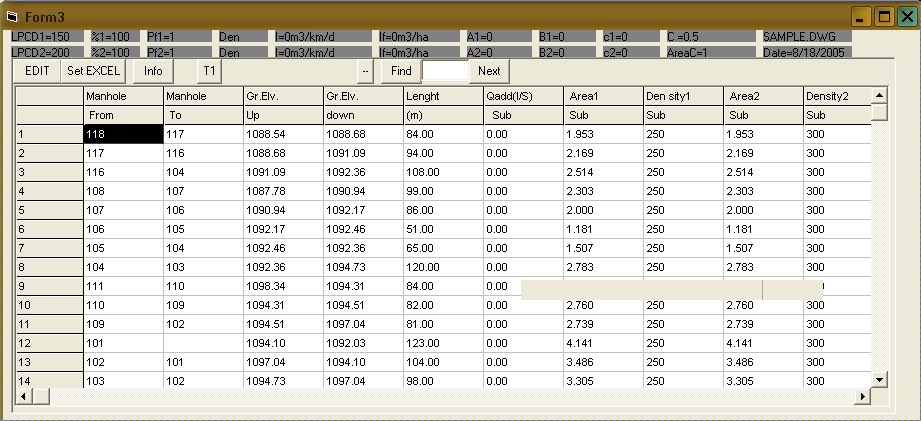 Form3
LPCD1=150 %1=100 Pf1=1 Den I=0m3/km/d If=0m3/ha A1=0 B1=0 c1=0 C =0.5 SAMPLE.DWG
LPCD2=200 %2=100 Pf2=1 Den I=0m3/km/d If=0m3/ha A2=0 B2=0 c2=0 AreaC=1 Date=8/18/2005
EDIT Set EXCEL Info T1 -- Find Next
Manhole Manhole Gr.Elv. Gr.Elv. Lenght Qadd(l/S) Area1 Den sity1 Area2 Density2
From To Up down (m) Sub Sub Sub Sub Sub
1 118 117 1088.54 1088.68 84.00 0.00 1.953 250 1.953 300
2 117 116 1088.68 1091.09 94.00 0.00 2.169 250 2.169 300
3 116 104 1091.09 1092.36 108.00 0.00 2.514 250 2.514 300
4 108 107 1087.78 1090.94 99.00 0.00 2.303 250 2.303 300
5 107 106 1090.94 1092.17 86.00 0.00 2.000 250 2.000 300
6 106 105 1092.17 1092.46 51.00 0.00 1.181 250 1.181 300
7 105 104 1092.46 1092.36 65.00 0.00 1.507 250 1.507 300
8 104 103 1092.36 1094.73 120.00 0.00 2.783 250 2.783 300
9 111 110 1098.34 1094.31 84.00 0.00
10 110 109 1094.31 1094.51 82.00 0.00 2.760 250 2.760 300
11 109 102 1094.51 1097.04 81.00 0.00 2.739 250 2.739 300
12 101 1094.10 1092.03 123.00 0.00 4.141 250 4.141 300
13 102 101 1097.04 1094.10 104.00 0.00 3.486 250 3.486 300
14 103 102 1094.73 1097.04 98.00 0.00 3.305 250 3.305 300